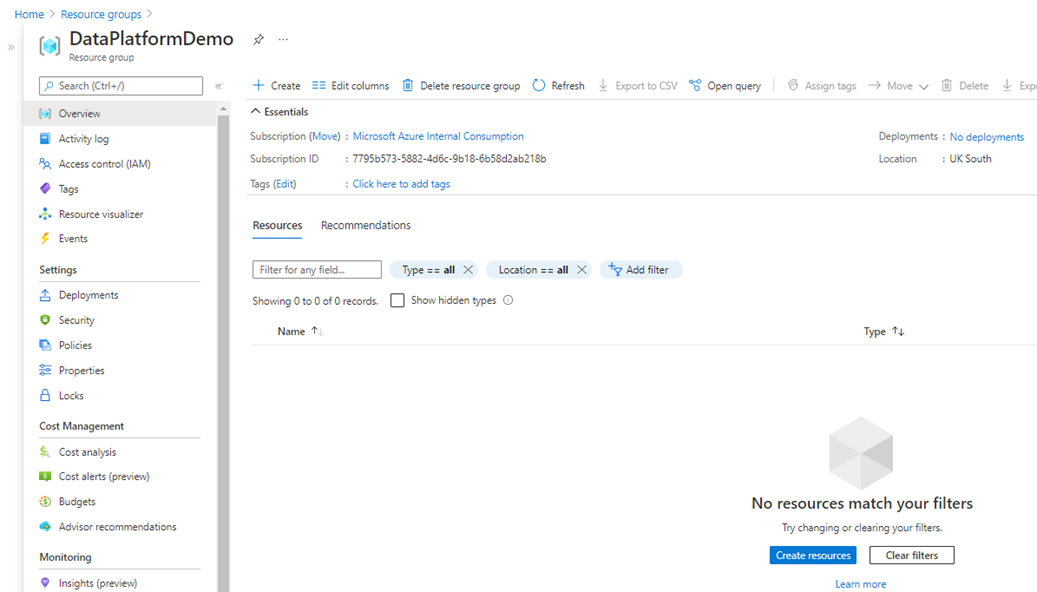 Home > Resource groups >
»
DataPlatformDemo
...
Resource group
Search (Ctrl+/)
«
Overview
Activity log
Access control (IAM)
Tags
Resource visualizer
Events
Settings
Deployments
Security
Policies
Properties
Locks
Cost Management
Cost analysis
Cost alerts (preview)
Budgets
Advisor recommendations
Monitoring
Insights (preview)
Create Edit columns Delete resource group Refresh Export to CSV Open query Assign tags Move Delete Expo
Essentials
Subscription (Move) : Microsoft Azure Internal Consumption Deployments : No deployments
Subscription ID : 7795b573-5882-4d6c-9b18-6b58d2ab218b Location : UK South
Tags (Edit) : Click here to add tags
Resources Recommendations
Filter for any field... Type == all Location == all Add filter
Showing 0 to 0 of 0 records. Show hidden types
Name Type
No resources match your filters
Try changing or clearing your filters.
Create resources Clear filters
Learn more